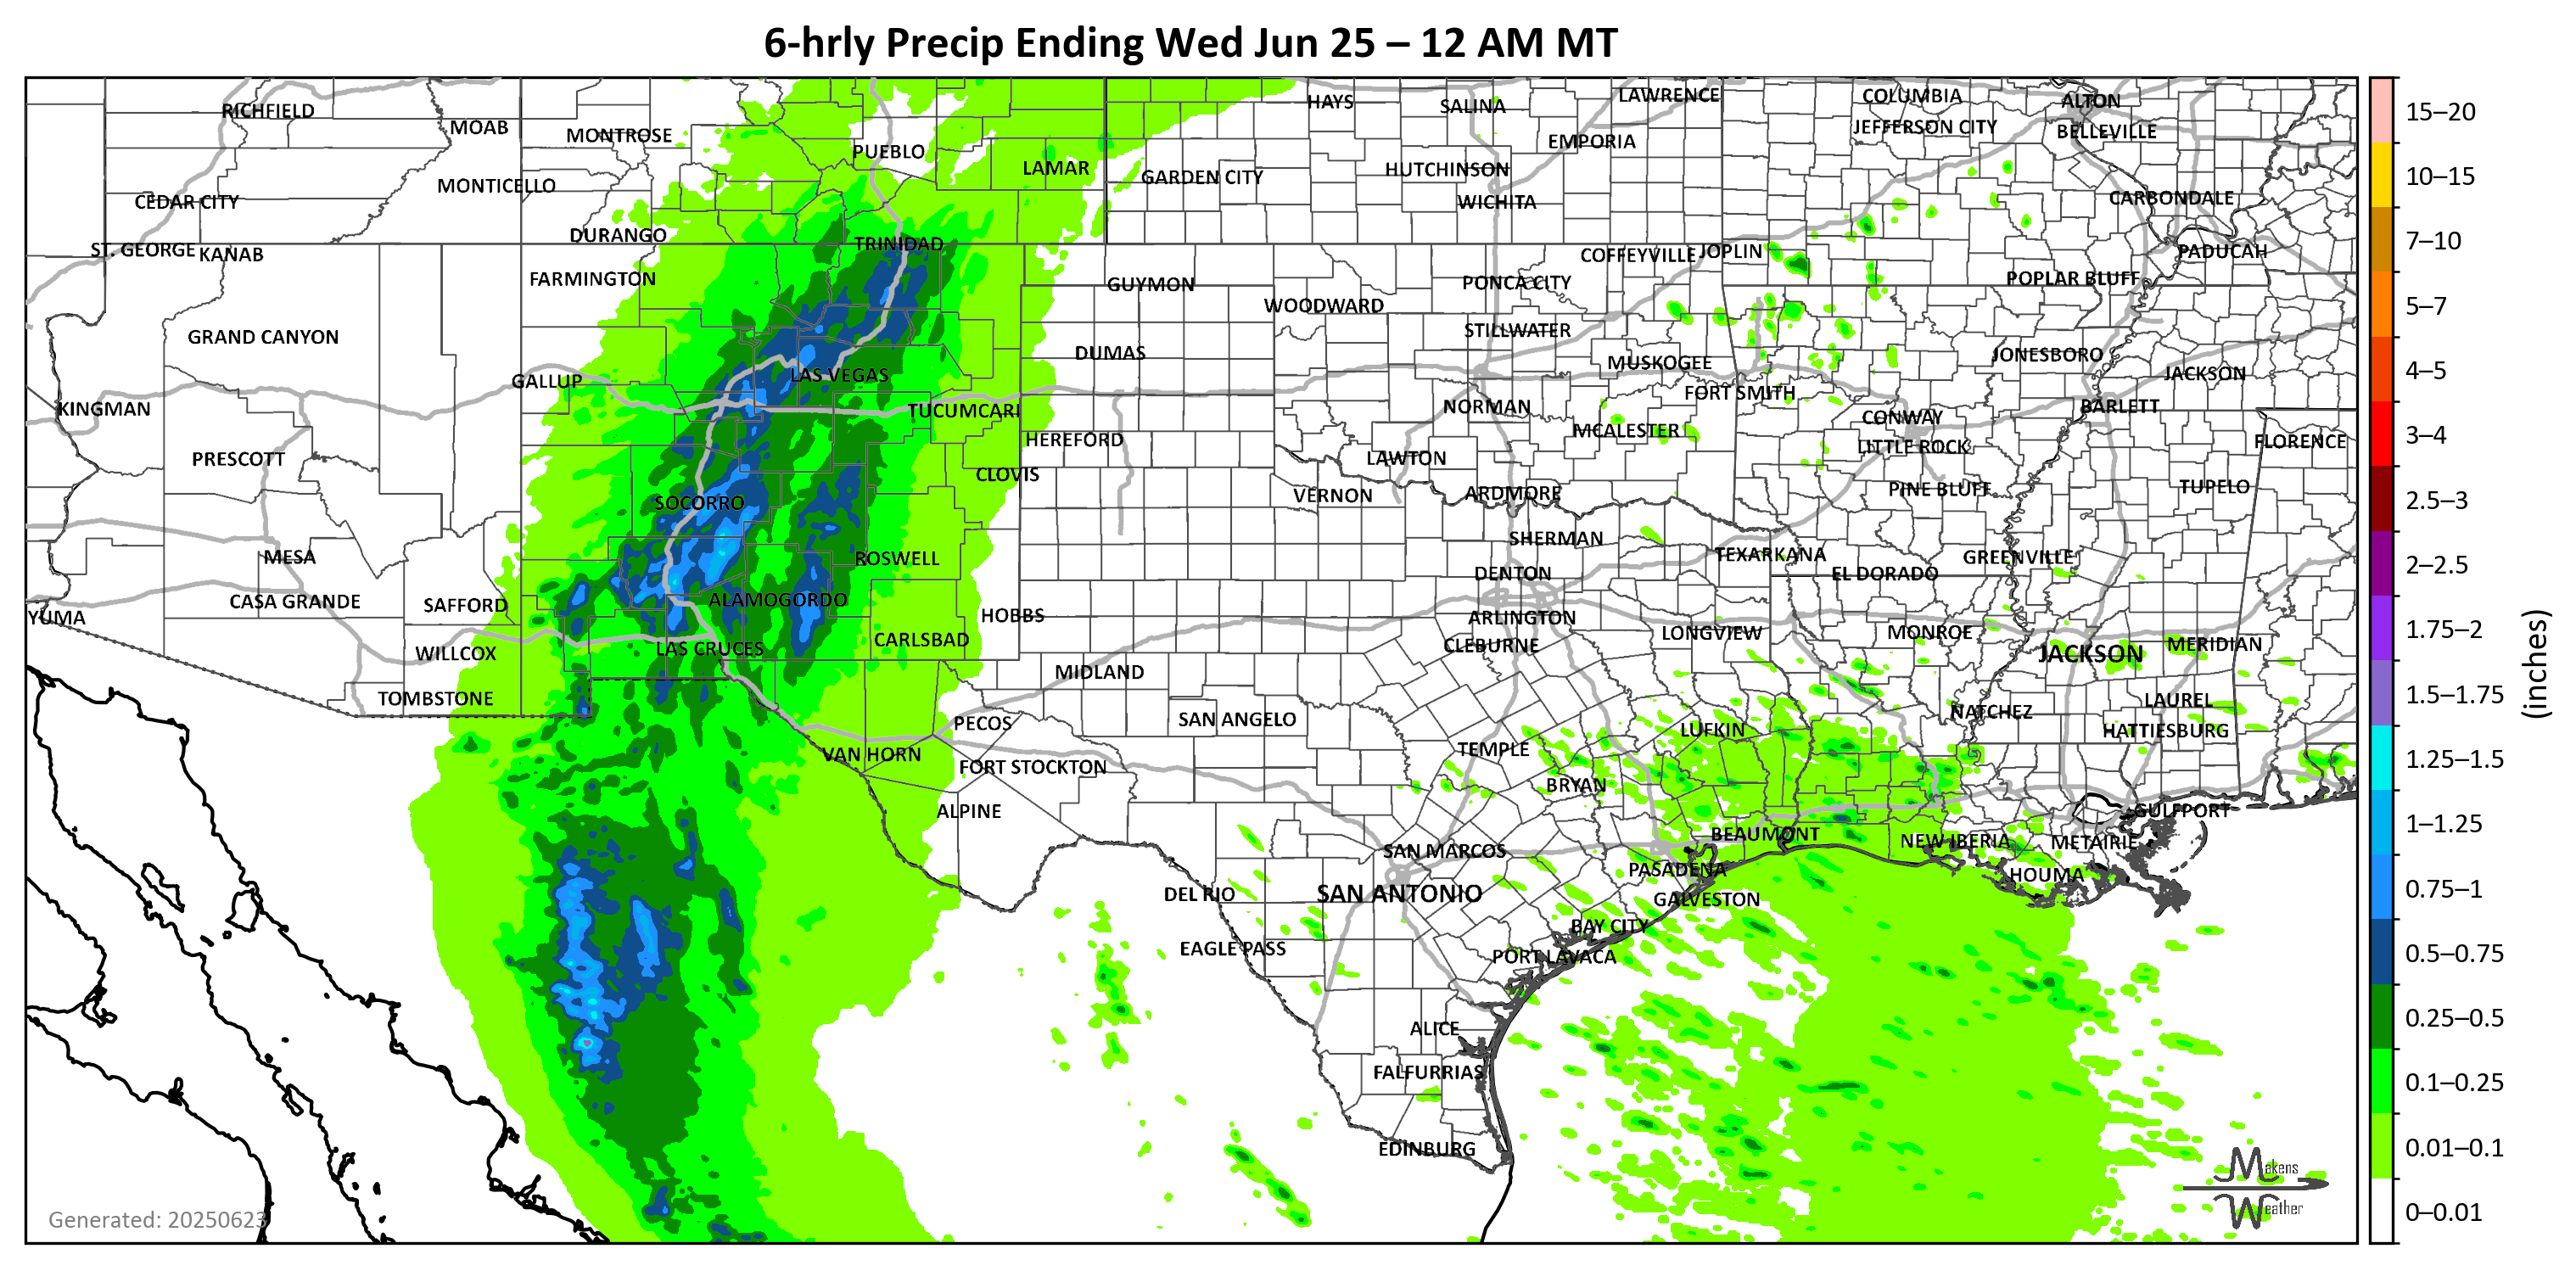 6-hrly Precip Ending Wed Jun 25 – 12 AM MT
RICHFIELD
MOAB
MONTROSE
PUEBLO
LAMAR
HAYS
SALINA
LAWRENCE
COLUMBIA
ALTON
JEFFERSON CITY
BELLEVILLE
EMPORIA
HUTCHINSON
GARDEN CITY
WICHITA
CARBONDALE
MONTICELLO
CEDAR CITY
DURANGO
TRINIDAD
ST. GEORGE
KANAB
COFFEYVILLE
JOPLIN
PADUCAH
FARMINGTON
GUYMON
PONCA CITY
POPLAR BLUFF
WOODWARD
GRAND CANYON
STILLWATER
DUMAS
MUSKOGEE
JONESBORO
JACKSON
LAS VEGAS
GALLUP
FORT SMITH
KINGMAN
TUCUMCARI
NORMAN
CONWAY
BARLETT
HEREFORD
MCALESTER
LITTLE ROCK
FLORENCE
PRESCOTT
LAWTON
CLOVIS
SOCORRO
VERNON
ARDMORE
PINE BLUFF
TUPELO
MESA
ROSWELL
SHERMAN
TEXARKANA
GREENVILLE
DENTON
EL DORADO
CASA GRANDE
SAFFORD
ALAMOGORDO
YUMA
HOBBS
ARLINGTON
CARLSBAD
CLEBURNE
LONGVIEW
MONROE
JACKSON
MERIDIAN
WILLCOX
LAS CRUCES
MIDLAND
TOMBSTONE
PECOS
SAN ANGELO
LUFKIN
NATCHEZ
LAUREL
HATTIESBURG
VAN HORN
FORT STOCKTON
TEMPLE
BRYAN
ALPINE
GULFPORT
SAN MARCOS
BEAUMONT
NEW IBERIA
METAIRIE
PASADENA
HOUMA
DEL RIO
SAN ANTONIO
GALVESTON
BAY CITY
EAGLE PASS
PORT LAVACA
ALICE
FALFURRIAS
EDINBURG
Generated: 20250623
Makens
Weather
15–20
10–15
7–10
5–7
4–5
3–4
2.5–3
2–2.5
1.75–2
1.5–1.75
1.25–1.5
1–1.25
0.75–1
0.5–0.75
0.25–0.5
0.1–0.25
0.01–0.1
0–0.01
(inches)